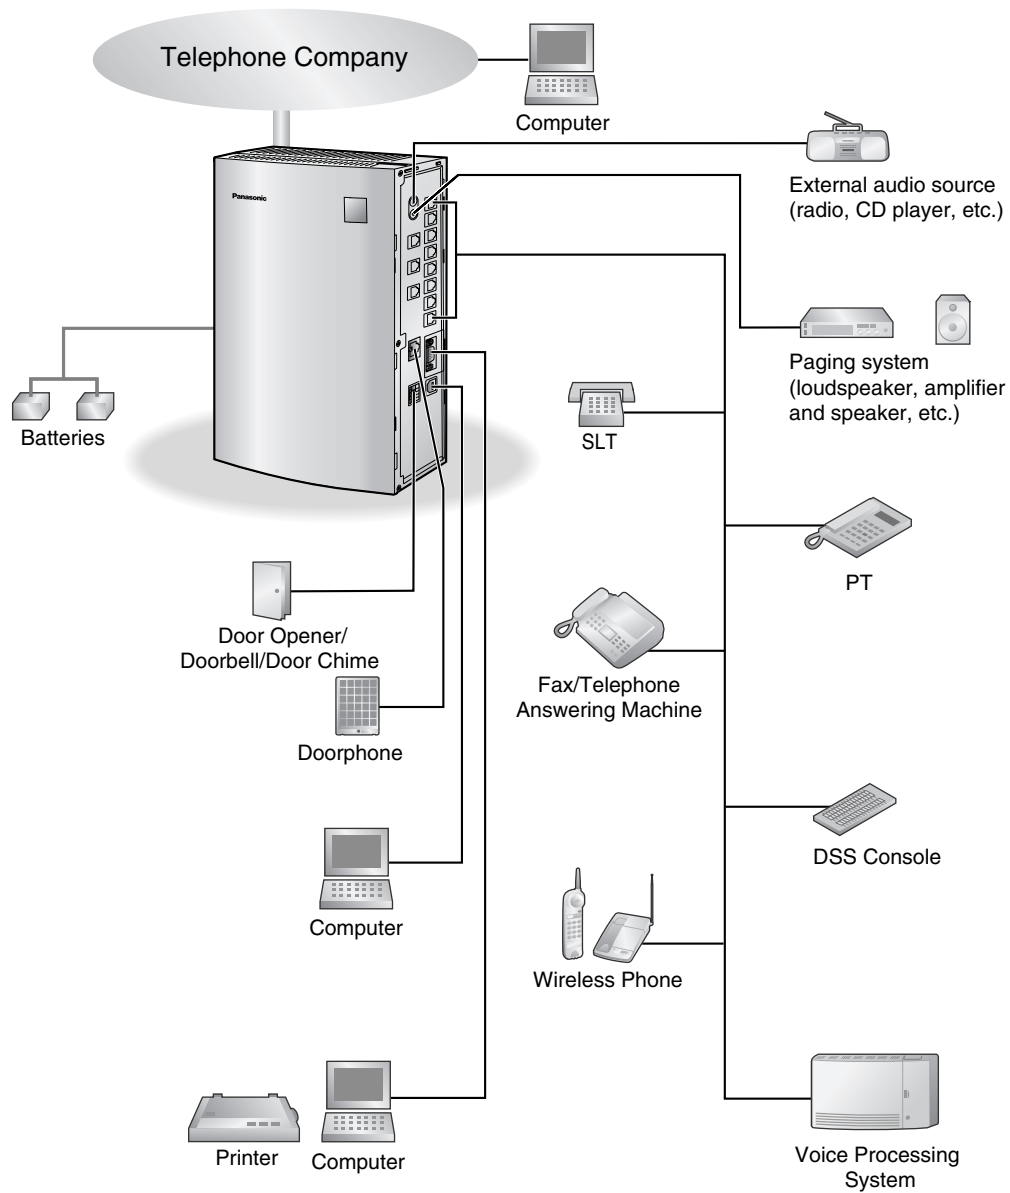 Telephone Company
Computer
External audio source
(radio, CD player, etc.)
Panasonic
Paging system
(loudspeaker, amplifier
and speaker, etc.)
Batteries
SLT
PT
Door Opener/
Doorbell/Door Chime
Fax/Telephone
Answering Machine
Doorphone
DSS Console
Computer
Wireless Phone
Printer
Computer
Voice Processing
System